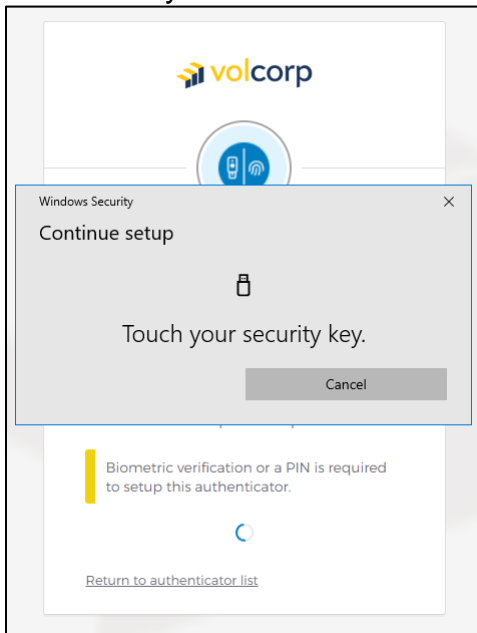 volcorp
Windows Security
Continue setup
Touch your security key.
Cancel
Biometric verification or a PIN is required
to setup this authenticator.
Return to authenticator list